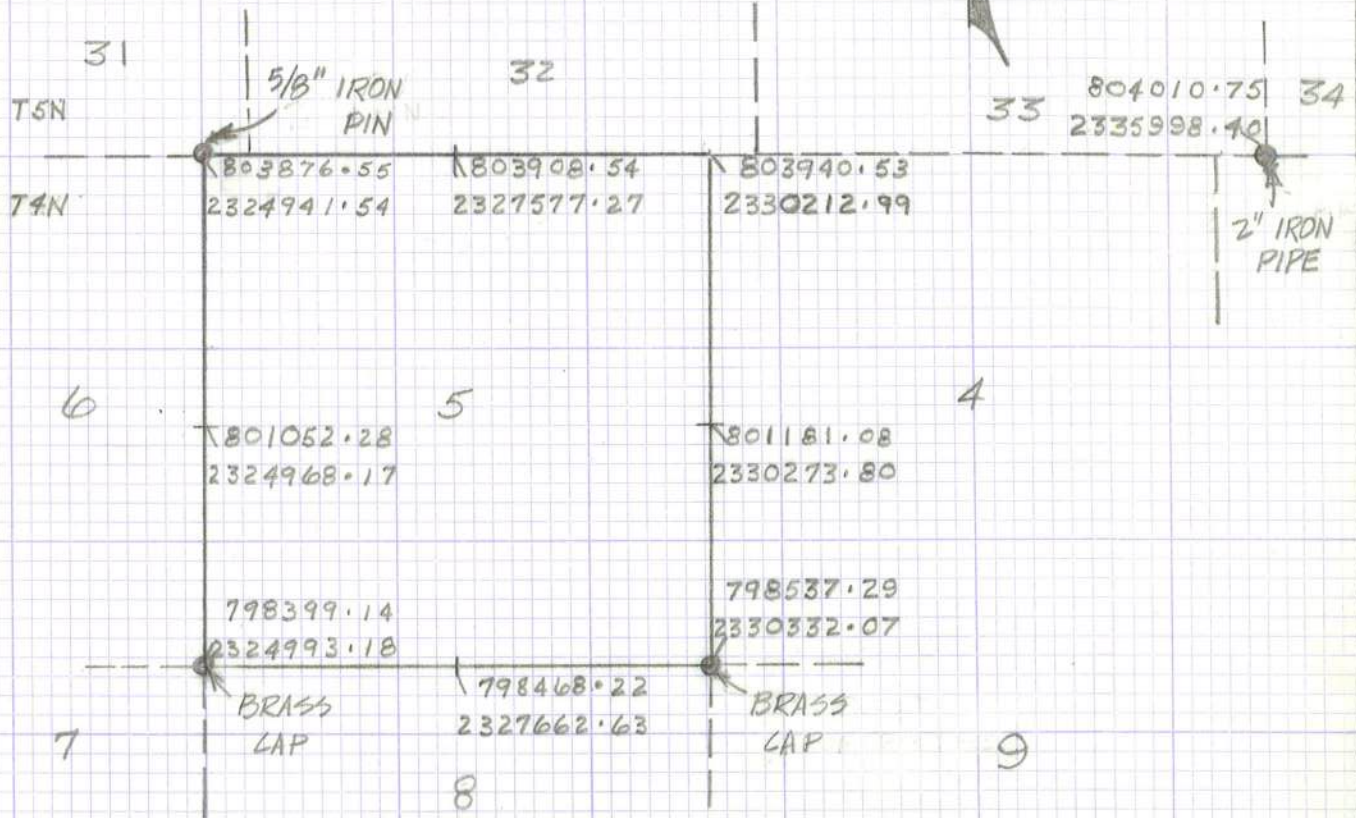 31
32
33
34
T5N
T4N
5/8" IRON
PIN
804010.75
2335998.40
2" IRON
PIPE
803876.55
2324941.54
803908.54
2327577.27
803940.53
2330212.99
6
5
4
801052.28
2324968.17
801181.08
2330273.80
798399.14
2324993.18
798537.29
2330332.07
BRASS
CAP
798468.22
2327662.63
BRASS
CAP
7
8
9